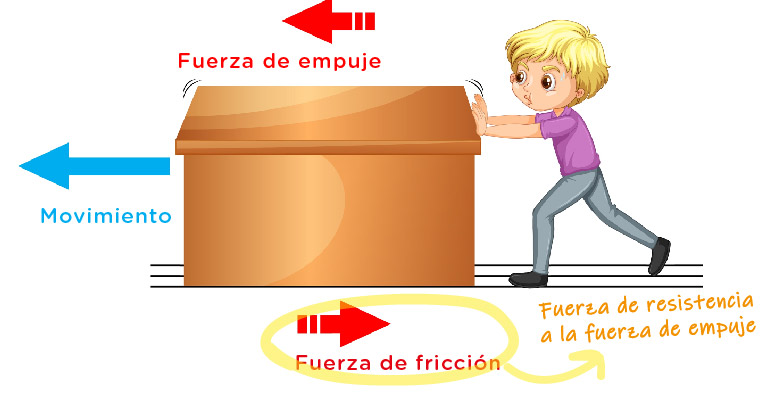 Fuerza de empuje
Movimiento
Fuerza de resistencia
a la fuerza de empuje
Fuerza de fricción